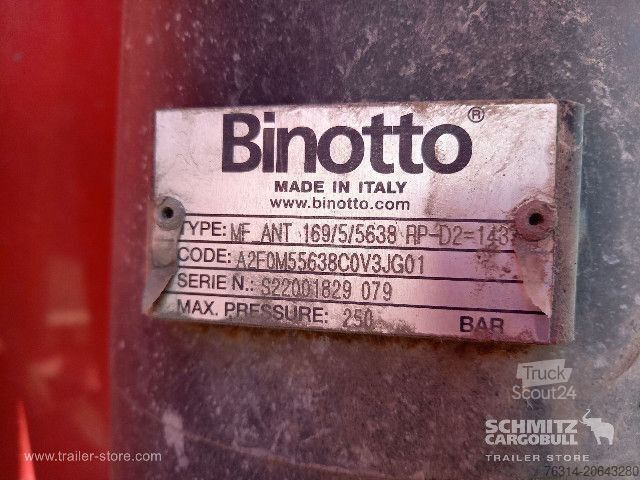 Binotto®
MADE IN ITALY
www.binotto.com
TYPE: MF ANT 169/5/5638 RP-D2=143
CODE: A2F0M55638C0V3JG01
SERIE N.: S22001829 079
MAX. PRESSURE: 250 BAR
Truck
Scout24
SCHMITZ
CARGOBULL
TRAILER STORE
www.trailer-store.com
76314-20643280